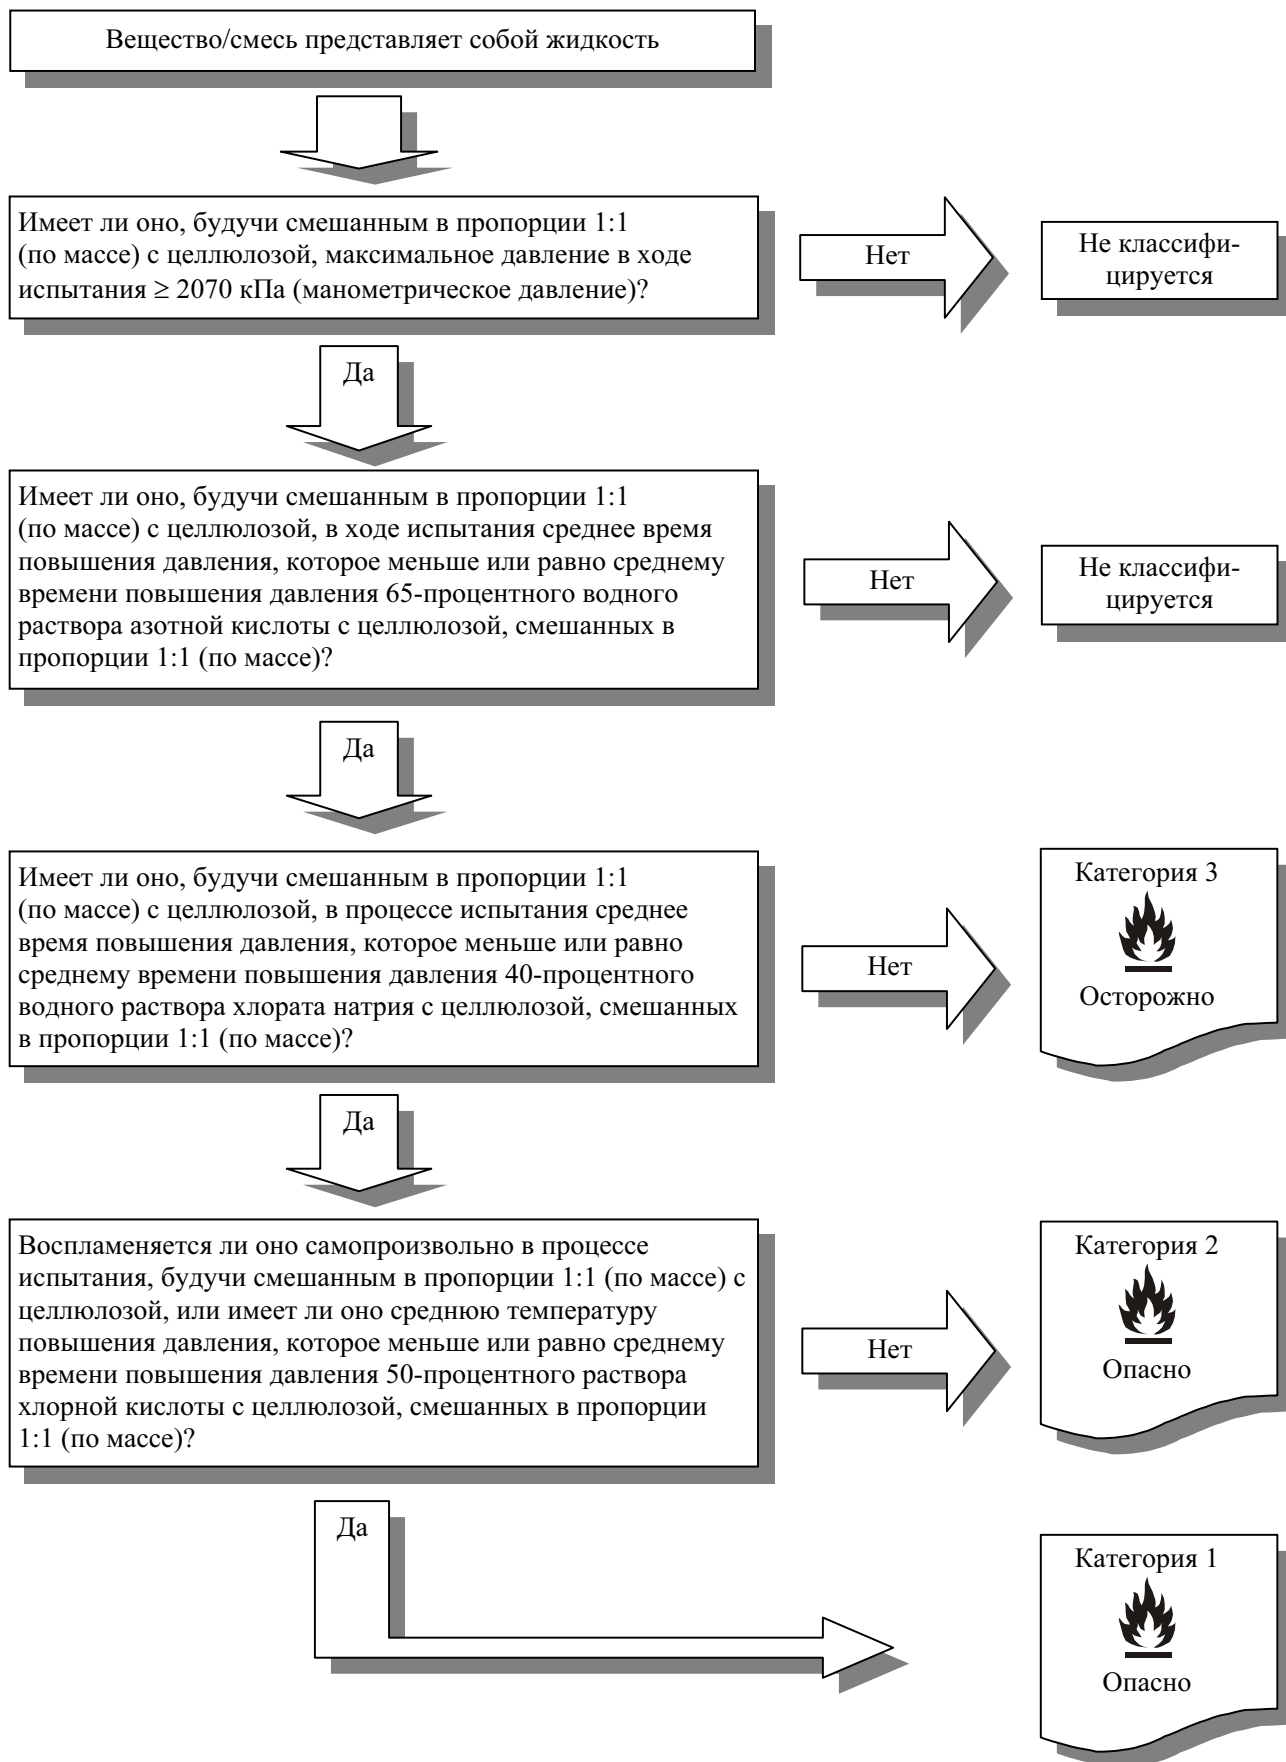 Вещество/смесь представляет собой жидкость
Имеет ли оно, будучи смешанным в пропорции 1:1
(по массе) с целлюлозой, максимальное давление в ходе
испытания ≥ 2070 кПа (манометрическое давление)?
Нет
Не классифи-
цируется
Да
Имеет ли оно, будучи смешанным в пропорции 1:1
(по массе) с целлюлозой, в ходе испытания среднее время
повышения давления, которое меньше или равно среднему
времени повышения давления 65-процентного водного
раствора азотной кислоты с целлюлозой, смешанных в
пропорции 1:1 (по массе)?
Нет
Не классифи-
цируется
Да
Имеет ли оно, будучи смешанным в пропорции 1:1
(по массе) с целлюлозой, в процессе испытания среднее
время повышения давления, которое меньше или равно
среднему времени повышения давления 40-процентного
водного раствора хлората натрия с целлюлозой, смешанных
в пропорции 1:1 (по массе)?
Нет
Категория 3
Осторожно
Да
Воспламеняется ли оно самопроизвольно в процессе
испытания, будучи смешанным в пропорции 1:1 (по массе) с
целлюлозой, или имеет ли оно среднюю температуру
повышения давления, которое меньше или равно среднему
времени повышения давления 50-процентного раствора
хлорной кислоты с целлюлозой, смешанных в пропорции
1:1 (по массе)?
Нет
Категория 2
Опасно
Да
Категория 1
Опасно